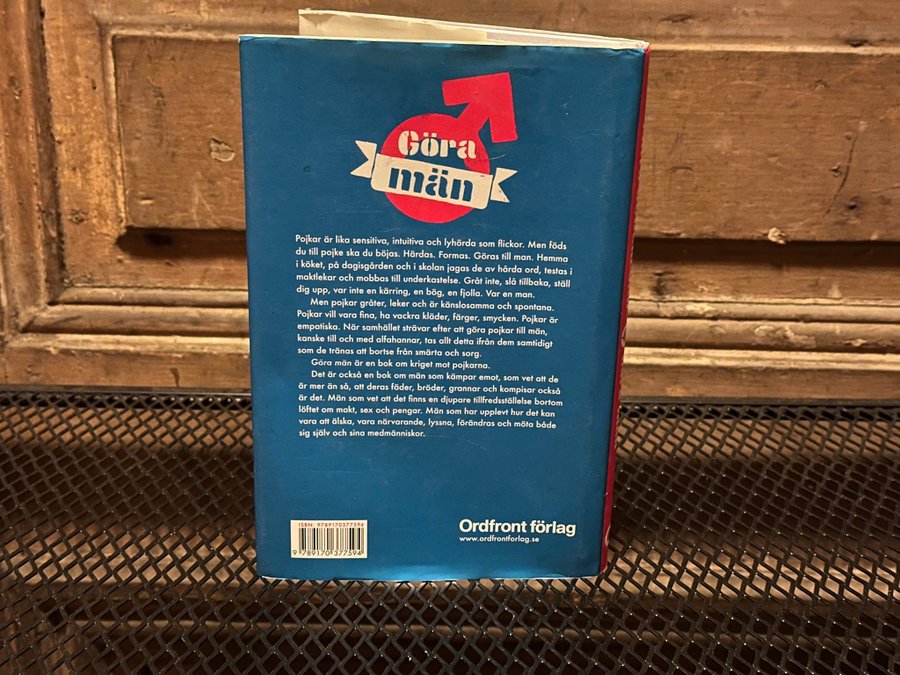 Göra
män
Pojkar är lika sensitiva, intuitiva och lyhörda som flickor. Men föds
du till pojke ska du böjas. Härdas. Formas. Göras till man. Hemma
i köket, på dagisgården och i skolan jagas de av hårda ord, testas i
maktlekar och mobbas till underkastelse. Gråt inte, slå tillbaka, ställ
dig upp, var inte en kärring, en bög, en fjolla. Var en man.
Men pojkar gråter, leker och är känslosamma och spontana.
Pojkar vill vara fina, ha vackra kläder, färger, smycken. Pojkar är
empatiska. När samhället strävar efter att göra pojkar till män,
kanske till och med alfahannar, tas allt detta ifrån dem samtidigt
som de tränas att bortse från smärta och sorg.
Göra män är en bok om kriget mot pojkarna.
Det är också en bok om män som kämpar emot, som vet att de
är mer än så, att deras fäder, bröder, grannar och kompisar också
är det. Män som vet att det finns en djupare tillfredsställelse bortom
löftet om makt, sex och pengar. Män som har upplevt hur det kan
vara att älska, vara närvarande, lyssna, förändras och möta både
sig själv och sina medmänniskor.
ISBN: 9789170377594
9 789170 377594
Ordfront förlag
www.ordfrontforlag.se